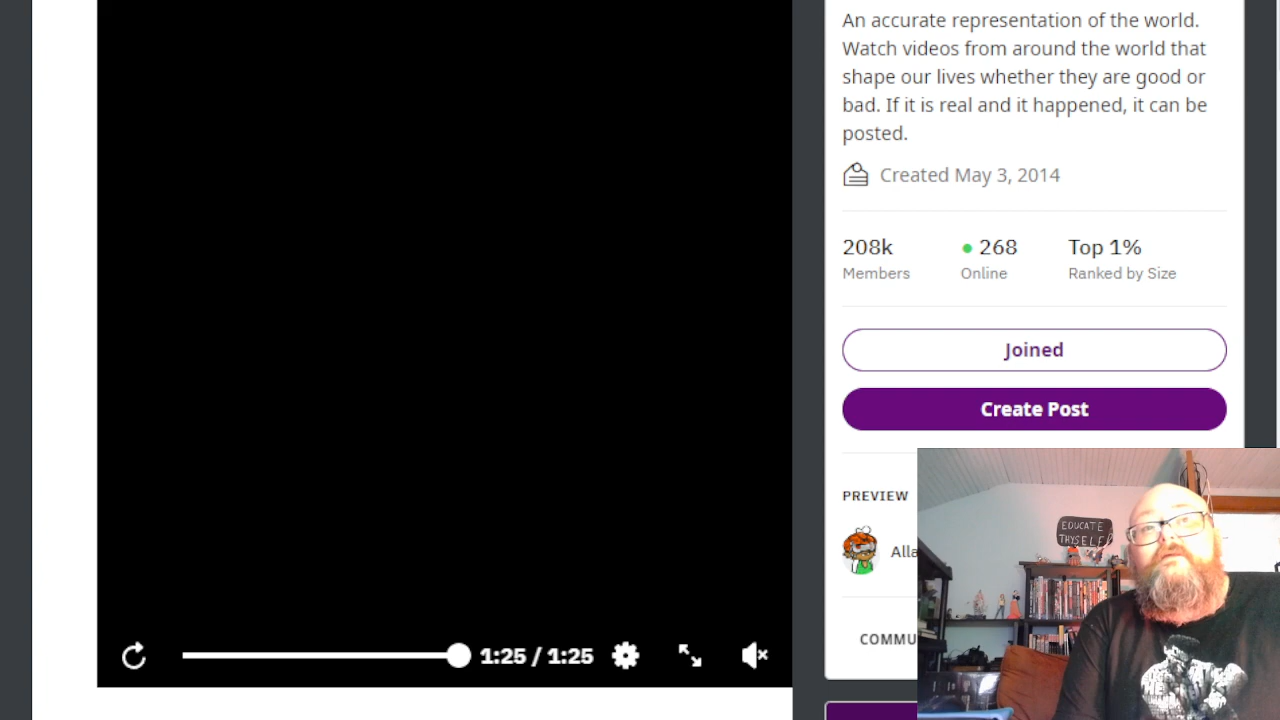 An accurate representation of the world.
Watch videos from around the world that
shape our lives whether they are good or
bad. If it is real and it happened, it can be
posted.
Created May 3, 2014
208k
Members
268
Online
Top 1%
Ranked by Size
Joined
Create Post
PREVIEW
Alla
COMMU
1:25 / 1:25
EDUCATE
THYSELF